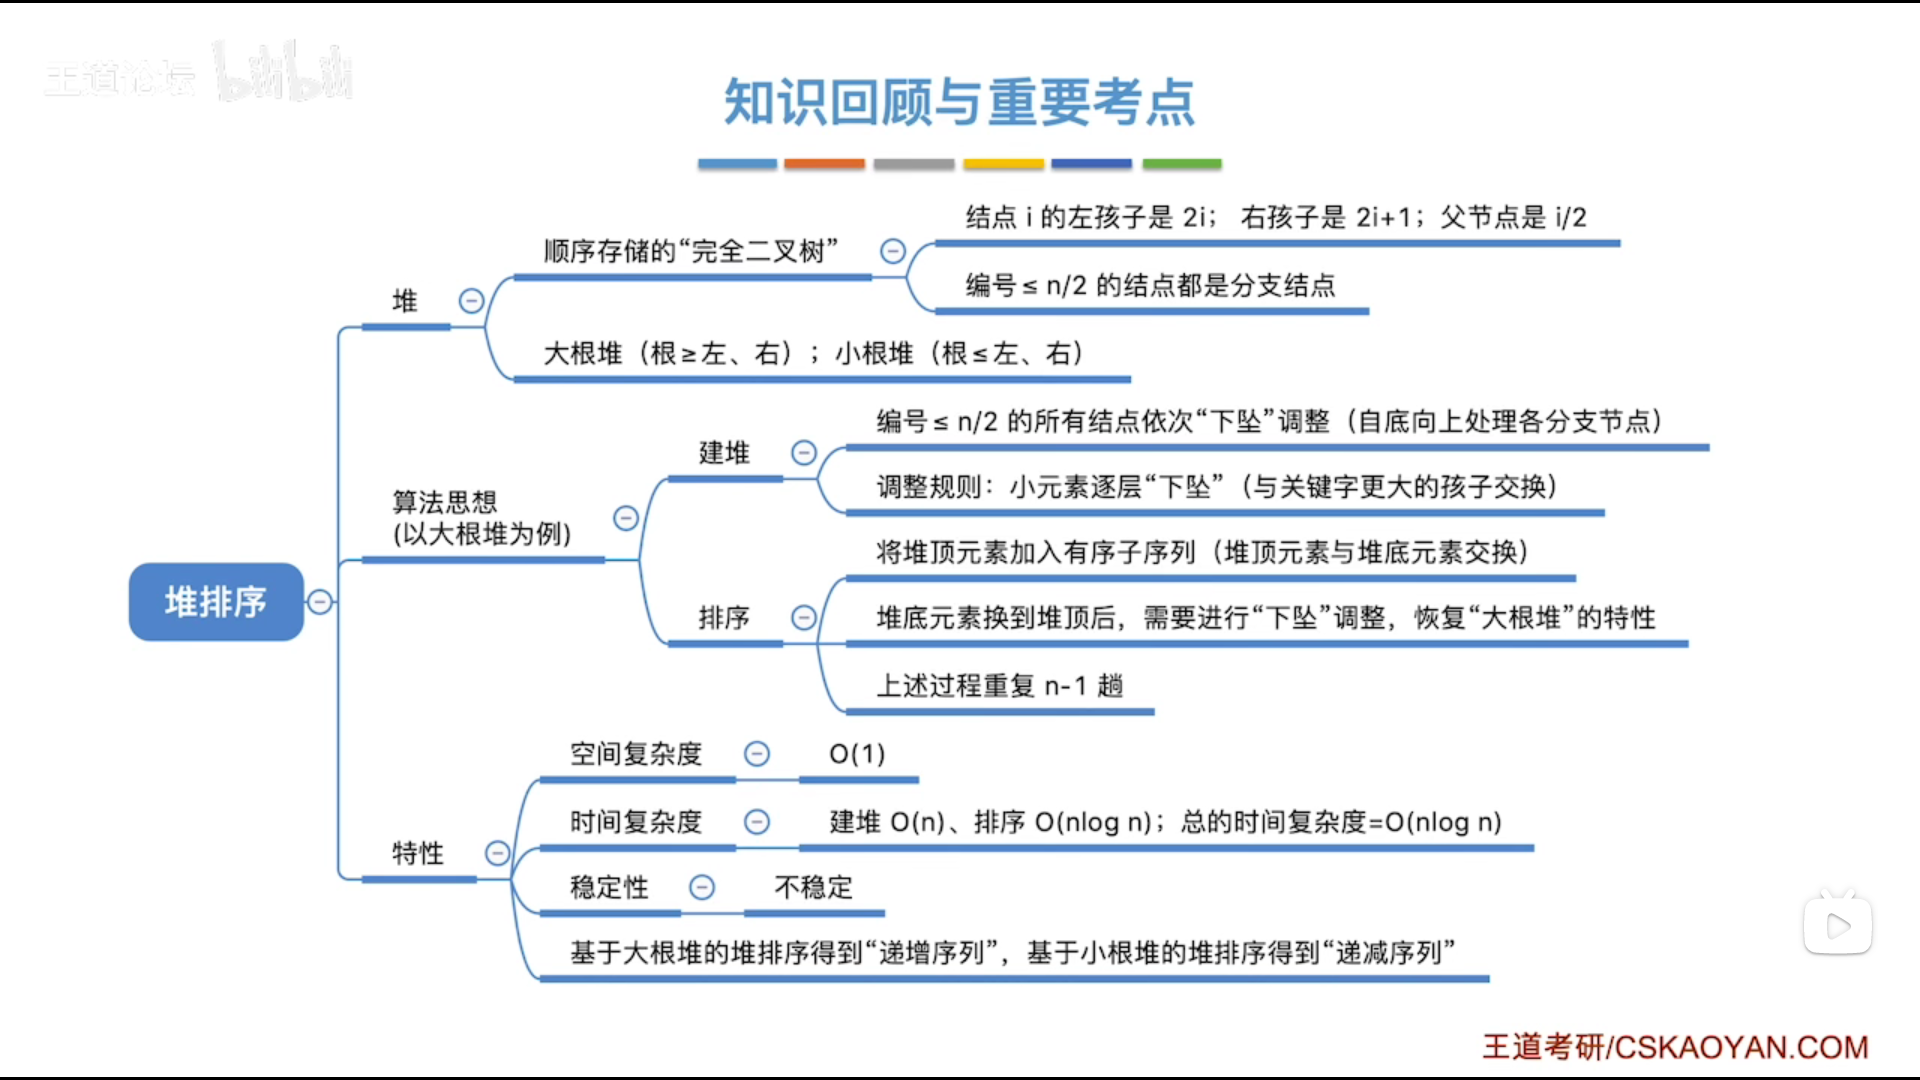 王道论坛 bilibili
知识回顾与重要考点
结点 i 的左孩子是 2i； 右孩子是 2i+1；父节点是 i/2
顺序存储的“完全二叉树”
编号≤ n/2 的结点都是分支结点
堆
大根堆（根≥左、右）；小根堆（根≤左、右）
编号≤ n/2 的所有结点依次“下坠”调整（自底向上处理各分支节点）
建堆
调整规则：小元素逐层“下坠”（与关键字更大的孩子交换）
算法思想
(以大根堆为例)
将堆顶元素加入有序子序列（堆顶元素与堆底元素交换）
堆排序
排序
堆底元素换到堆顶后，需要进行“下坠”调整，恢复“大根堆”的特性
上述过程重复 n-1 趟
空间复杂度
O(1)
时间复杂度
建堆 O(n)、排序 O(nlog n)；总的时间复杂度=O(nlog n)
特性
稳定性
不稳定
基于大根堆的堆排序得到“递增序列”，基于小根堆的堆排序得到“递减序列”
王道考研/CSKAOYAN.COM